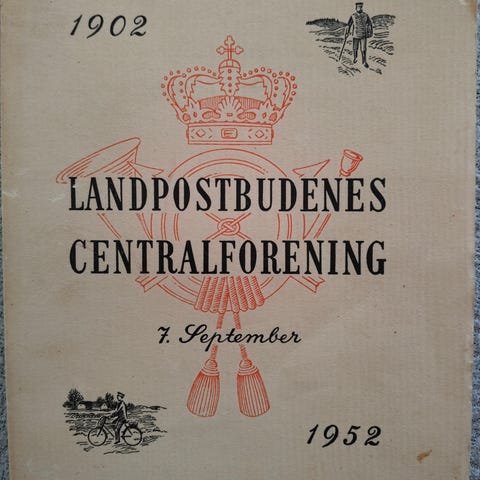 1902
LANDPOSTBUDENES
CENTRALFORENING
7. September
1952